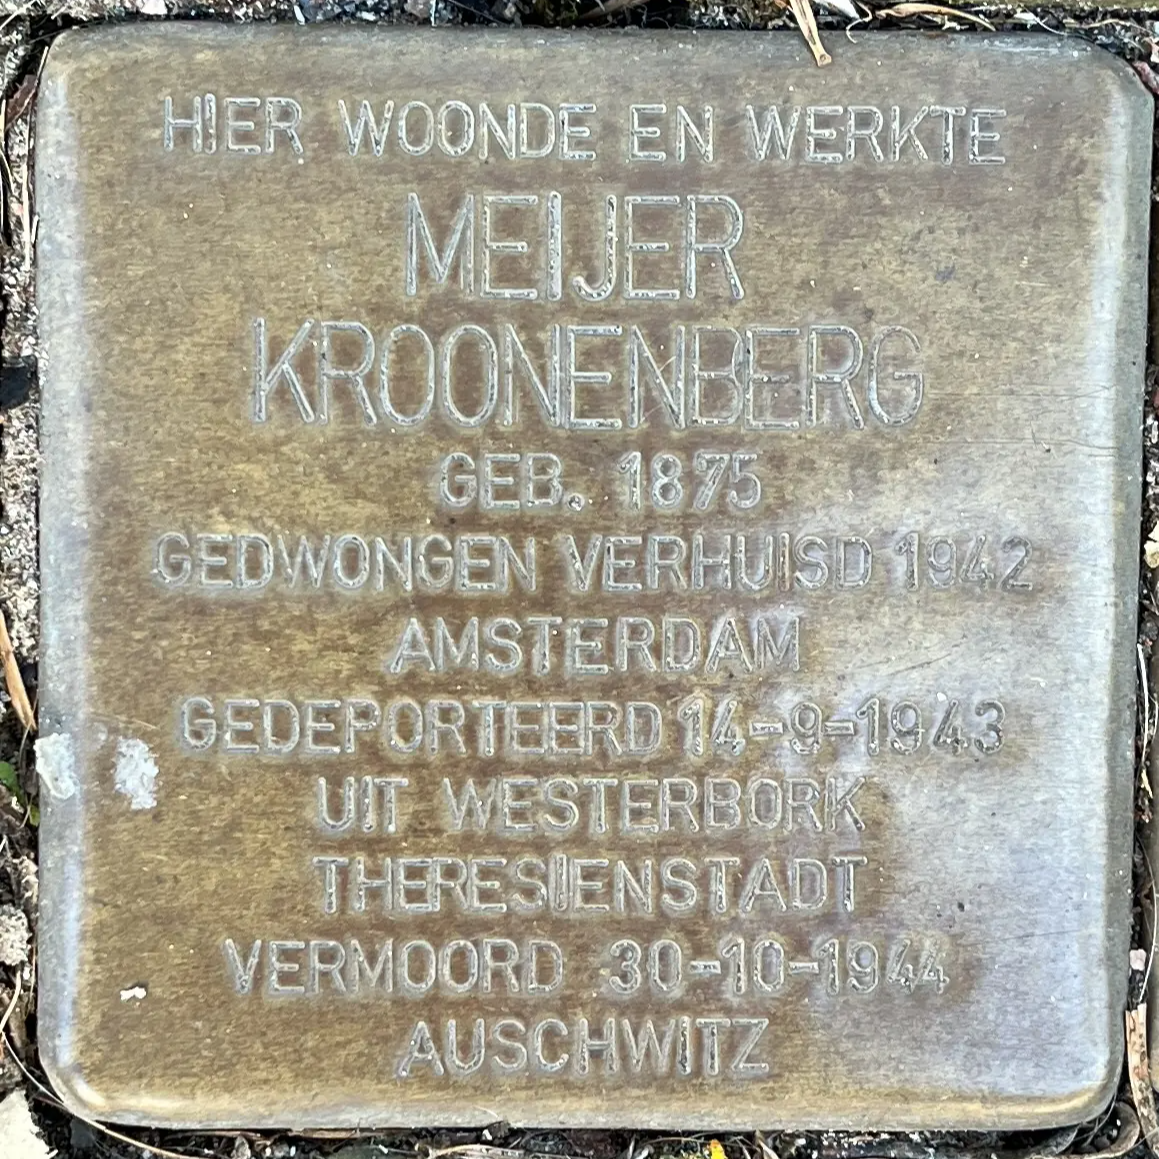 HIER WOONDE EN WERKTE
MEIJER
KROONENBERG
GEB. 1875
GEDWONGEN VERHUISD 1942
AMSTERDAM
GEDEPORTEERD 14-9-1943
UIT WESTERBORK
THERESIENSTADT
VERMOORD 30-10-1944
AUSCHWITZ